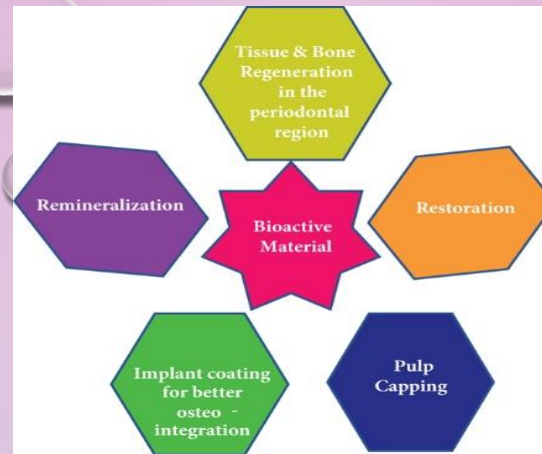 Tissue & Bone
Regeneration
in the
periodontal
region
Remineralization
Bioactive
Material
Restoration
Implant coating
for better
osteo -
integration
Pulp
Capping